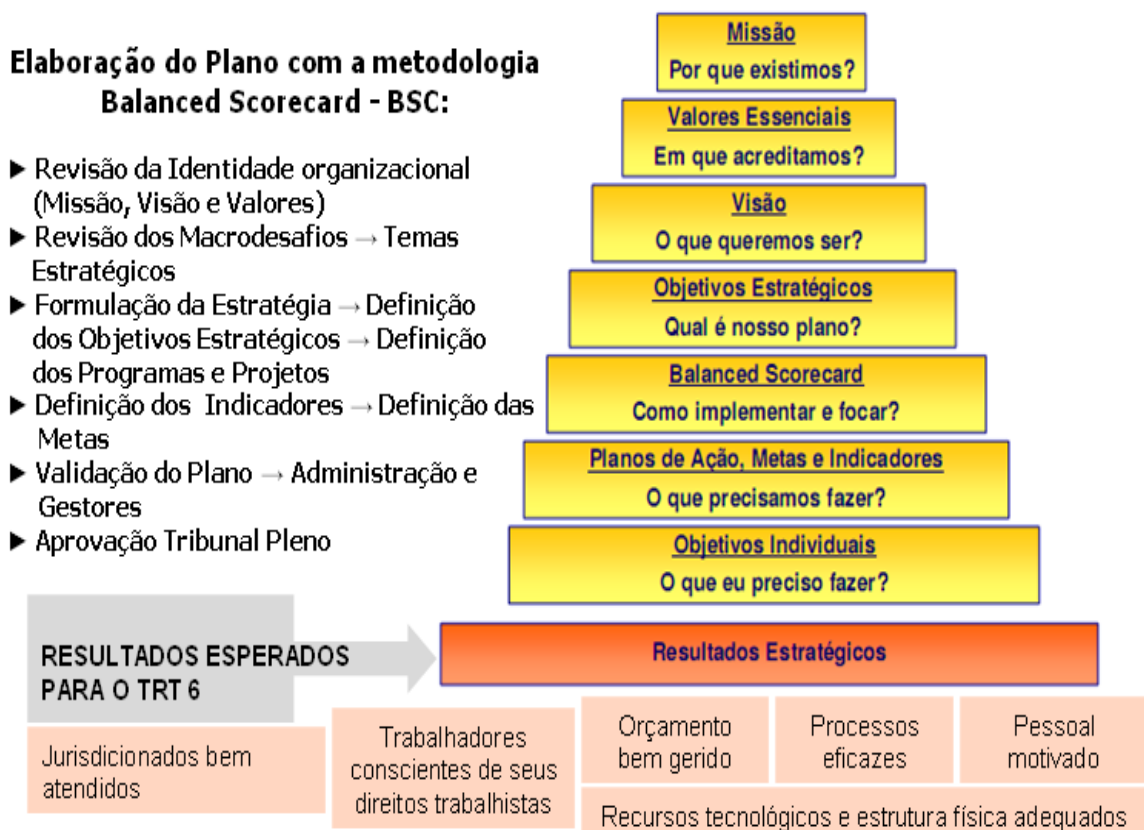 Elaboração do Plano com a metodologia
Balanced Scorecard - BSC:
► Revisão da Identidade organizacional
(Missão, Visão e Valores)
► Revisão dos Macrodesafios → Temas
Estratégicos
► Formulação da Estratégia → Definição
dos Objetivos Estratégicos → Definição
dos Programas e Projetos
► Definição dos Indicadores → Definição das
Metas
► Validação do Plano → Administração e
Gestores
► Aprovação Tribunal Pleno
Missão
Por que existimos?
Valores Essenciais
Em que acreditamos?
Visão
O que queremos ser?
Objetivos Estratégicos
Qual é nosso plano?
Balanced Scorecard
Como implementar e focar?
Planos de Ação, Metas e Indicadores
O que precisamos fazer?
Objetivos Individuais
O que eu preciso fazer?
RESULTADOS ESPERADOS
PARA O TRT 6
Resultados Estratégicos
Jurisdicionados bem
atendidos
Trabalhadores
conscientes de seus
direitos trabalhistas
Orçamento
bem gerido
Processos
eficazes
Pessoal
motivado
Recursos tecnológicos e estrutura física adequados